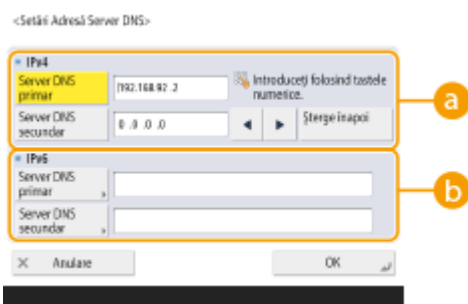 <Setări Adresă Server DNS>
IPv4
Server DNS
primar
192.168.92 .2
Introduceți folosind tastele
numerice.
a
Server DNS
secundar
0 .0 .0 .0
Șterge înapoi
IPv6
Server DNS
primar
b
Server DNS
secundar
Anulare
OK